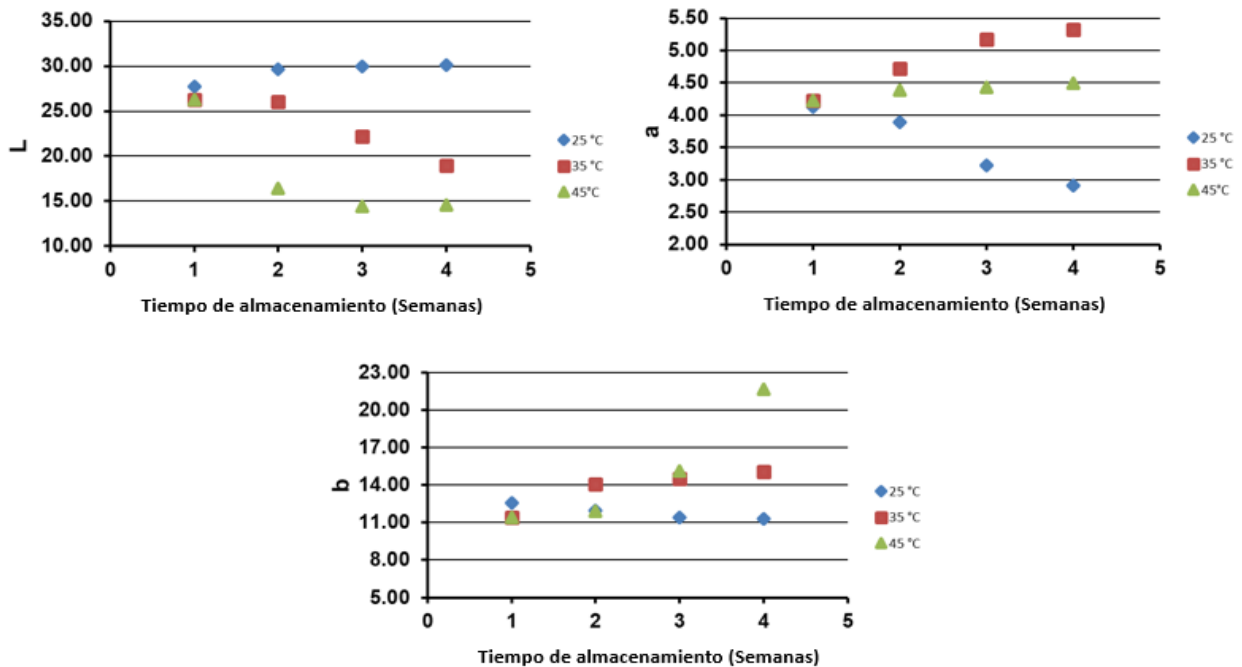 35.00
30.00
25.00
20.00
15.00
10.00
L
0 1 2 3 4 5
Tiempo de almacenamiento (Semanas)
25 °C
35 °C
45°C
5.50
5.00
4.50
4.00
3.50
3.00
2.50
2.00
a
0 1 2 3 4 5
Tiempo de almacenamiento (Semanas)
25 °C
35 °C
45°C
23.00
20.00
17.00
14.00
11.00
8.00
5.00
b
0 1 2 3 4 5
Tiempo de almacenamiento (Semanas)
25 °C
35 °C
45 °C